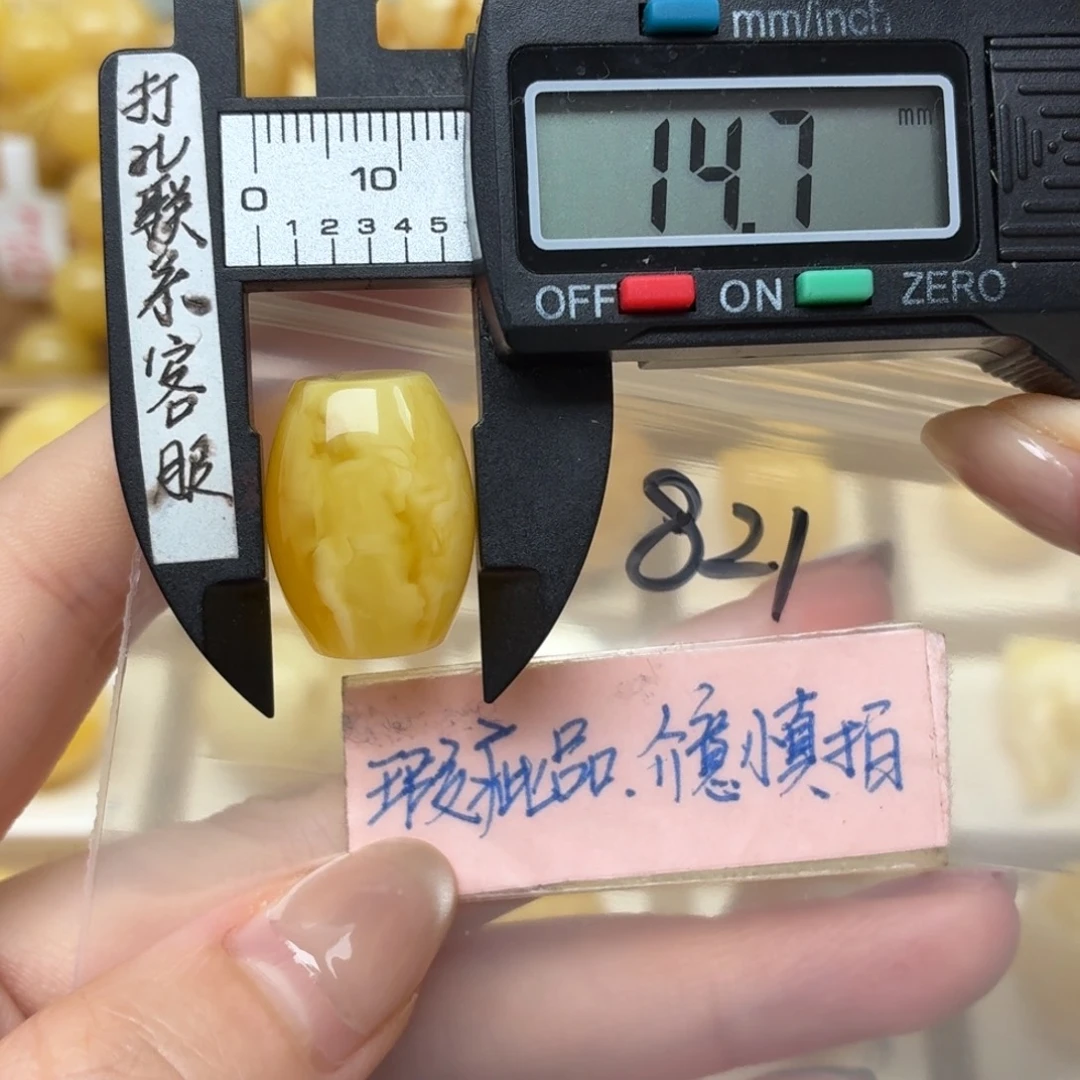 打孔联系客服
mm/inch
mm
14.7
0 10
1 2 3 4 5
OFF ON ZERO
821
瑕疵品.介意慎拍